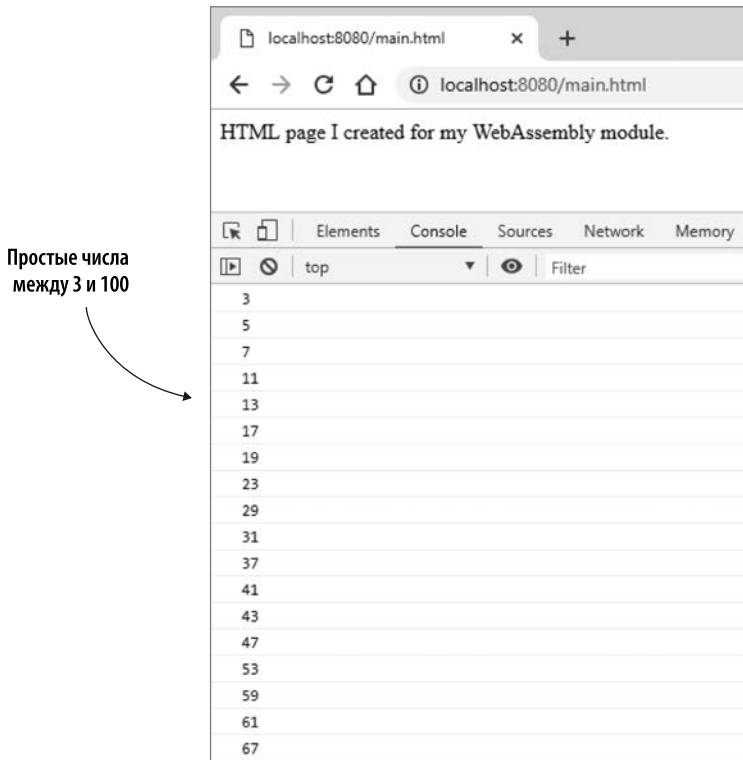 localhost:8080/main.html
localhost:8080/main.html
HTML page I created for my WebAssembly module.
Elements Console Sources Network Memory
top Filter
Простые числа
между 3 и 100
3
5
7
11
13
17
19
23
29
31
37
41
43
47
53
59
61
67